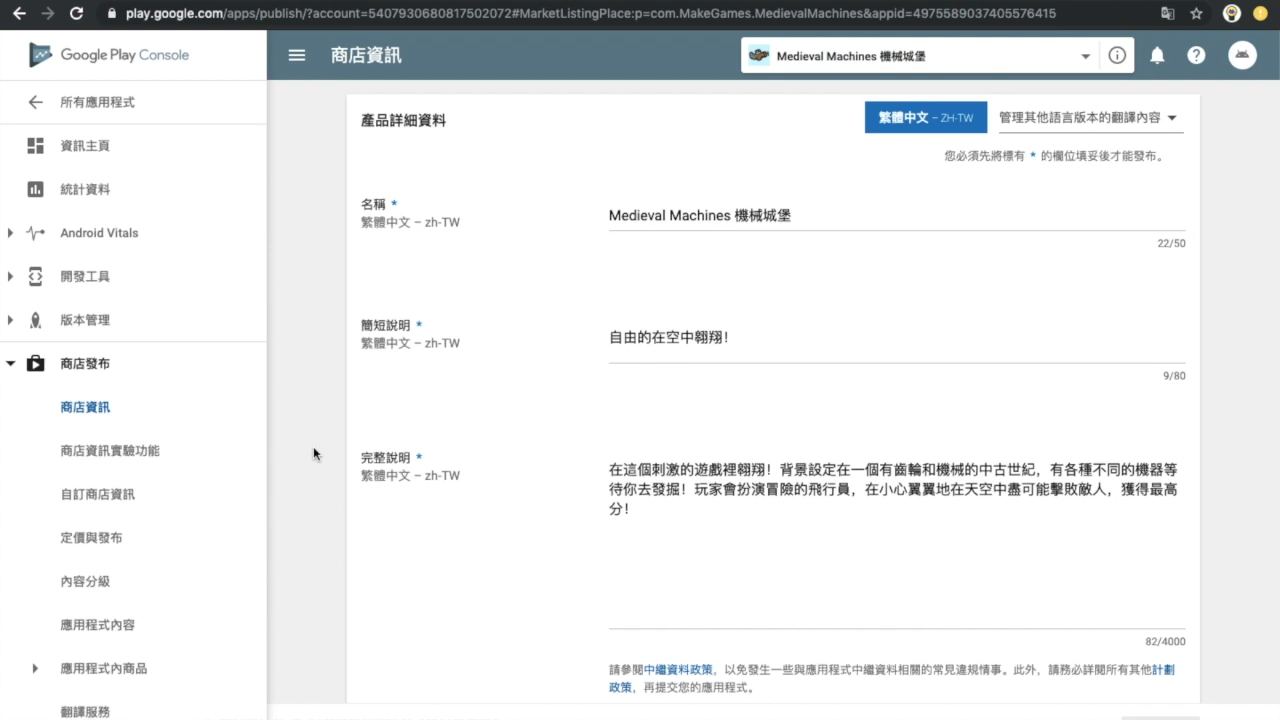 play.google.com/apps/publish/?account=5407930680817502072#MarketListingPlace:p=com.MakeGames.MedievalMachines&appid=4975589037405576415
Google Play Console
商店資訊
Medieval Machines 機械城堡
所有應用程式
資訊主頁
統計資料
Android Vitals
開發工具
版本管理
商店發布
商店資訊
商店資訊實驗功能
自訂商店資訊
定價與發布
內容分級
應用程式內容
應用程式內商品
翻譯服務
產品詳細資料
繁體中文 – ZH-TW
管理其他語言版本的翻譯內容
您必須先將標有 * 的欄位填妥後才能發布。
名稱 *
繁體中文 – zh-TW
Medieval Machines 機械城堡
22/50
簡短說明 *
繁體中文 – zh-TW
自由的在空中翱翔！
9/80
完整說明 *
繁體中文 – zh-TW
在這個刺激的遊戲裡翱翔！背景設定在一個有齒輪和機械的中古世紀，有各種不同的機器等
待你去發掘！玩家會扮演冒險的飛行員，在小心翼翼地在天空中盡可能擊敗敵人，獲得最高
分！
82/4000
請參閱中繼資料政策，以免發生一些與應用程式中繼資料相關的常見違規情事。此外，請務必詳閱所有其他計劃
政策，再提交您的應用程式。